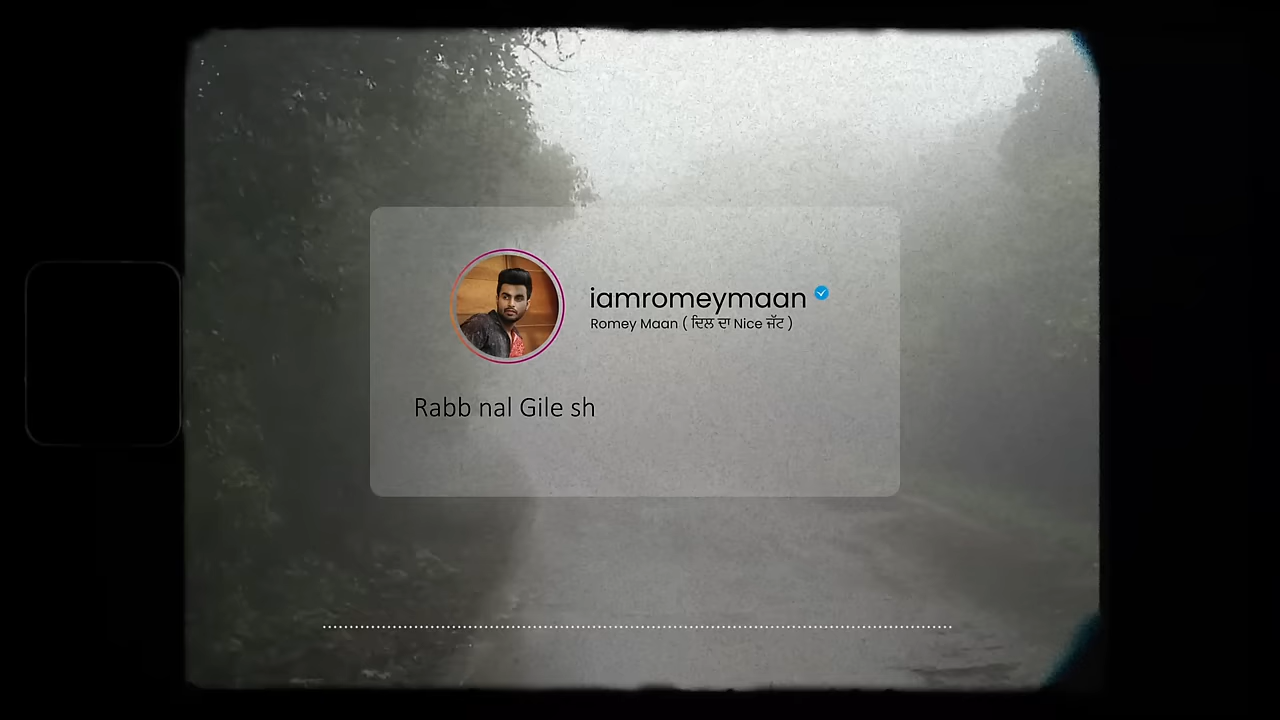 iamromeymaan
Romey Maan ( ਦਿਲ ਦਾ Nice ਜੱਟ )
Rabb nal Gile sh